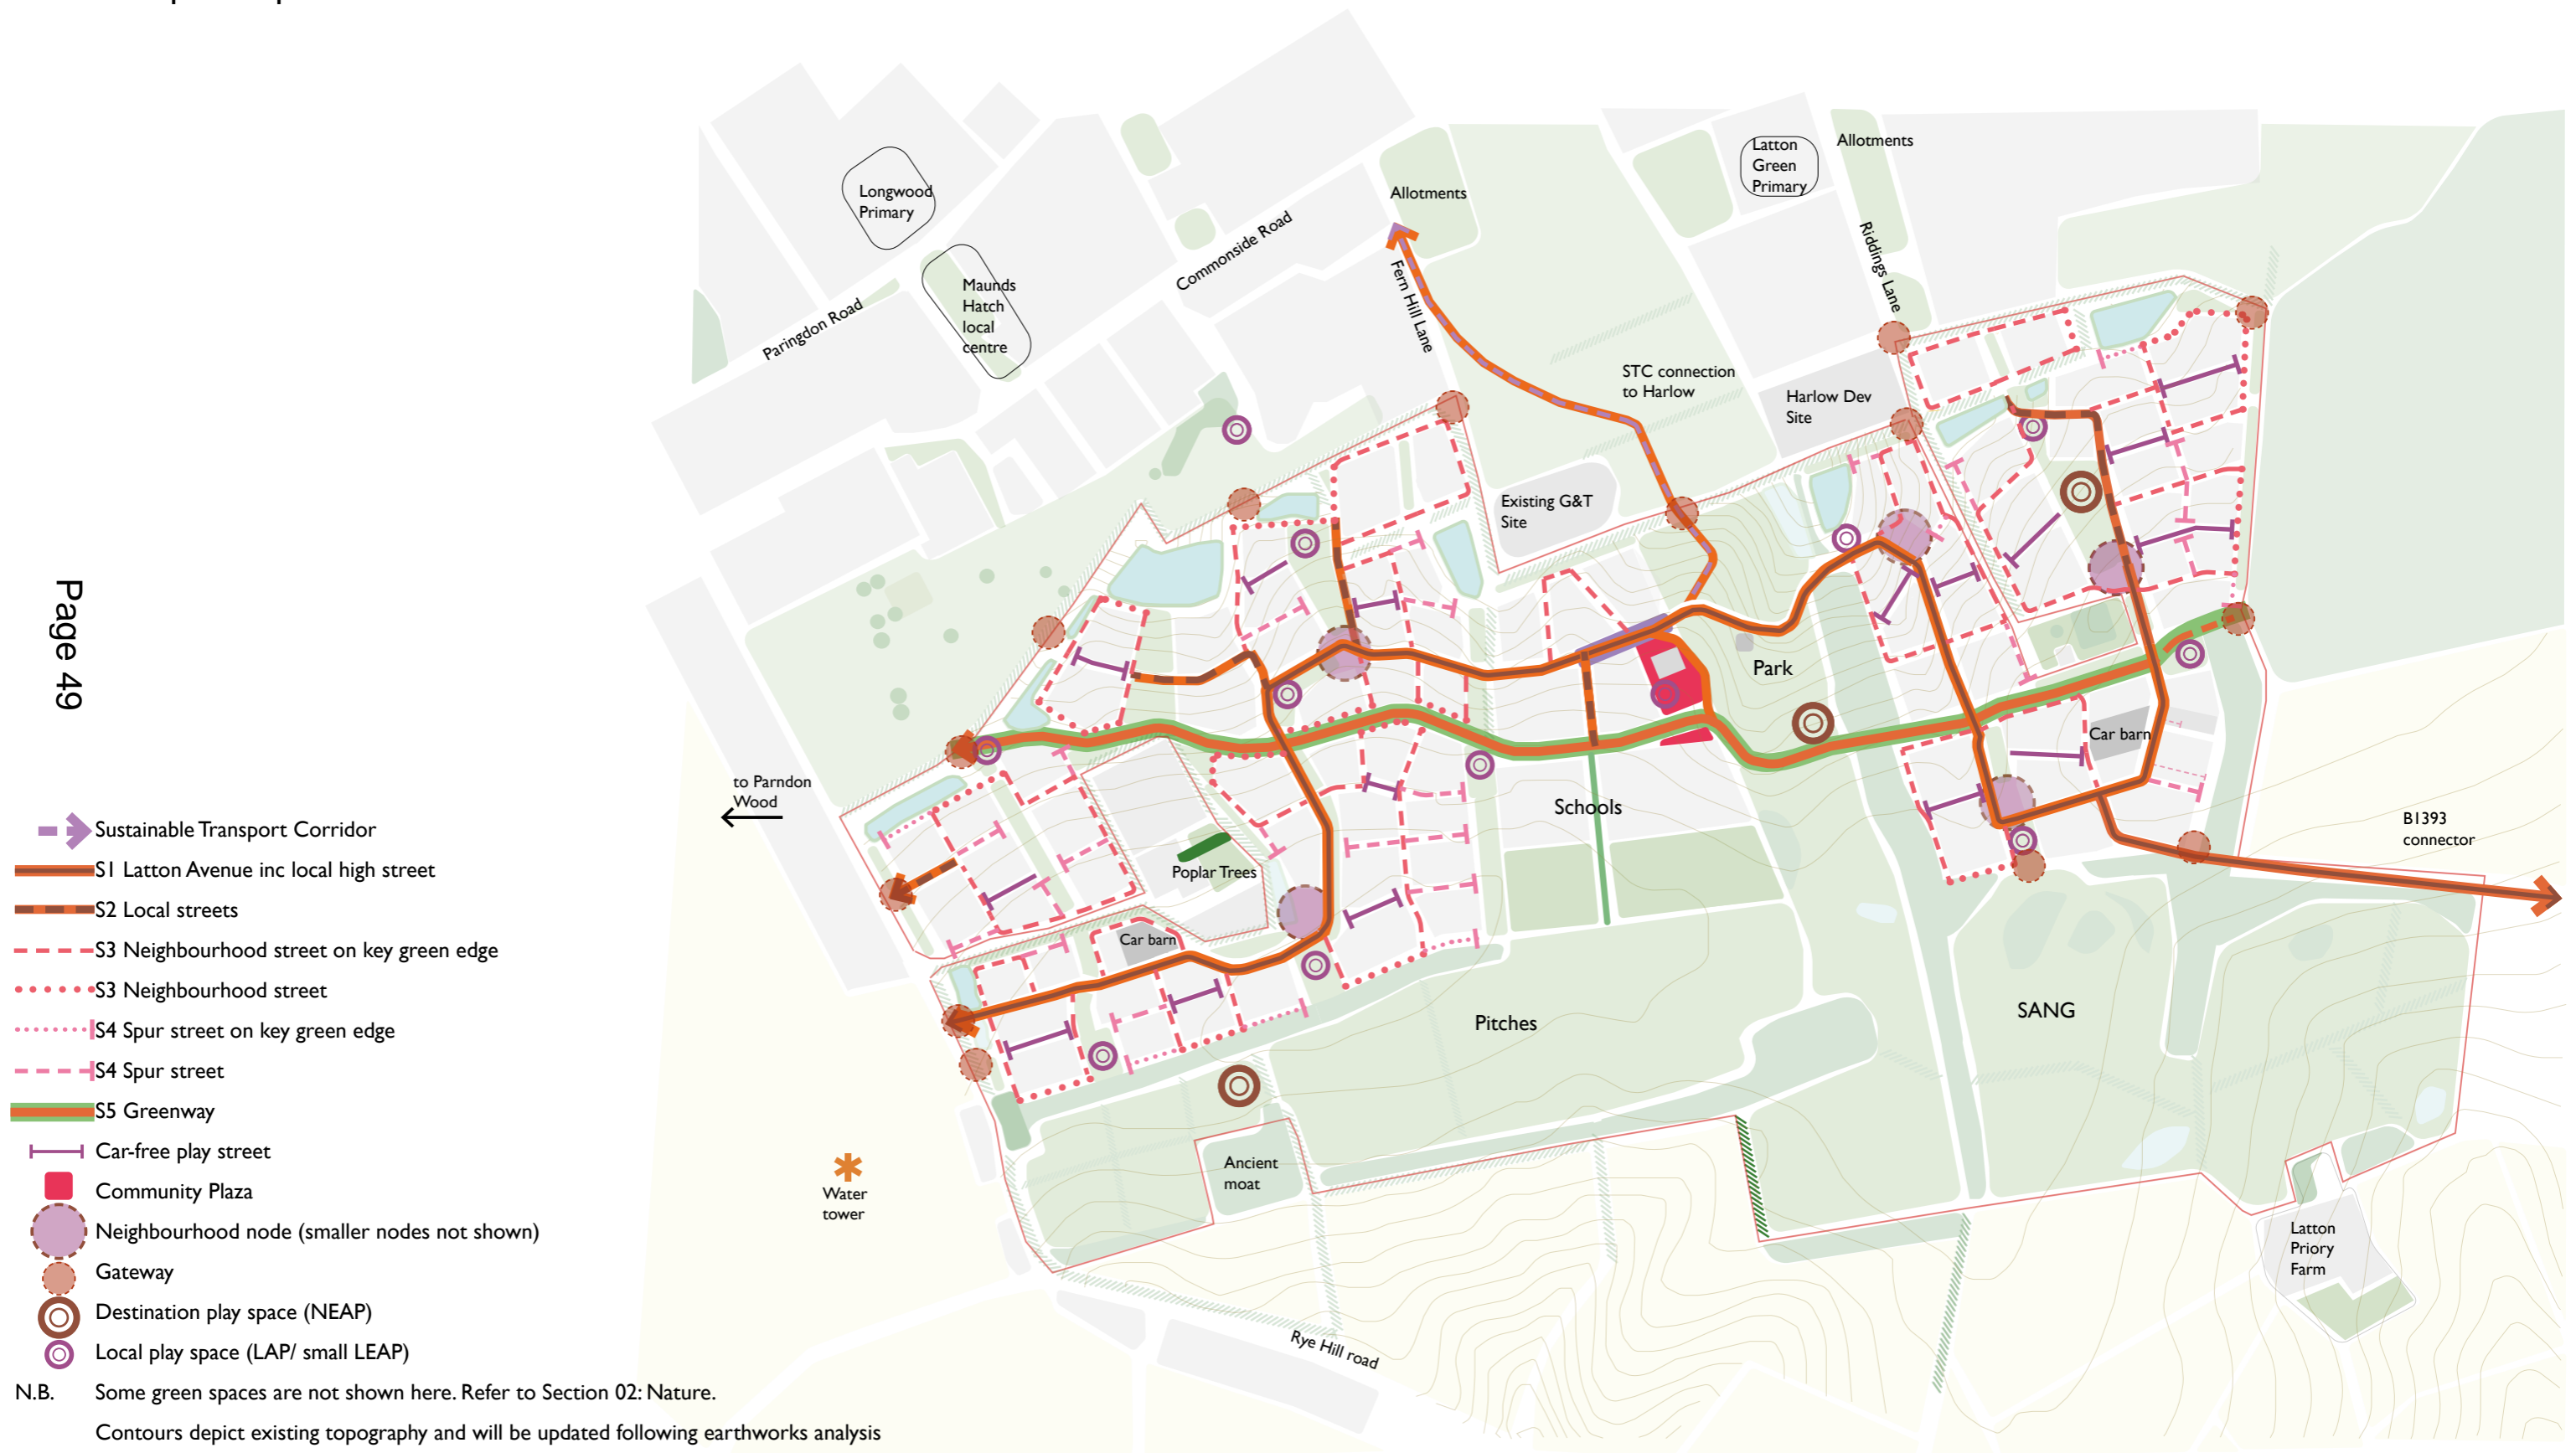 Longwood
Primary
Maunds
Hatch
local
centre
Paringdon Road
Commonside Road
Allotments
Fern Hill Lane
Latton
Green
Primary
Allotments
Riddings Lane
STC connection
to Harlow
Harlow Dev
Site
Existing G&T
Site
Park
Car barn
Schools
B1393
connector
to Parndon
Wood
Poplar Trees
Car barn
Pitches
SANG
Ancient
moat
Water
tower
Latton
Priory
Farm
Rye Hill road
Page 49
Sustainable Transport Corridor
S1 Latton Avenue inc local high street
S2 Local streets
S3 Neighbourhood street on key green edge
S3 Neighbourhood street
S4 Spur street on key green edge
S4 Spur street
S5 Greenway
Car-free play street
Community Plaza
Neighbourhood node (smaller nodes not shown)
Gateway
Destination play space (NEAP)
Local play space (LAP/ small LEAP)
N.B. Some green spaces are not shown here. Refer to Section 02: Nature.
Contours depict existing topography and will be updated following earthworks analysis